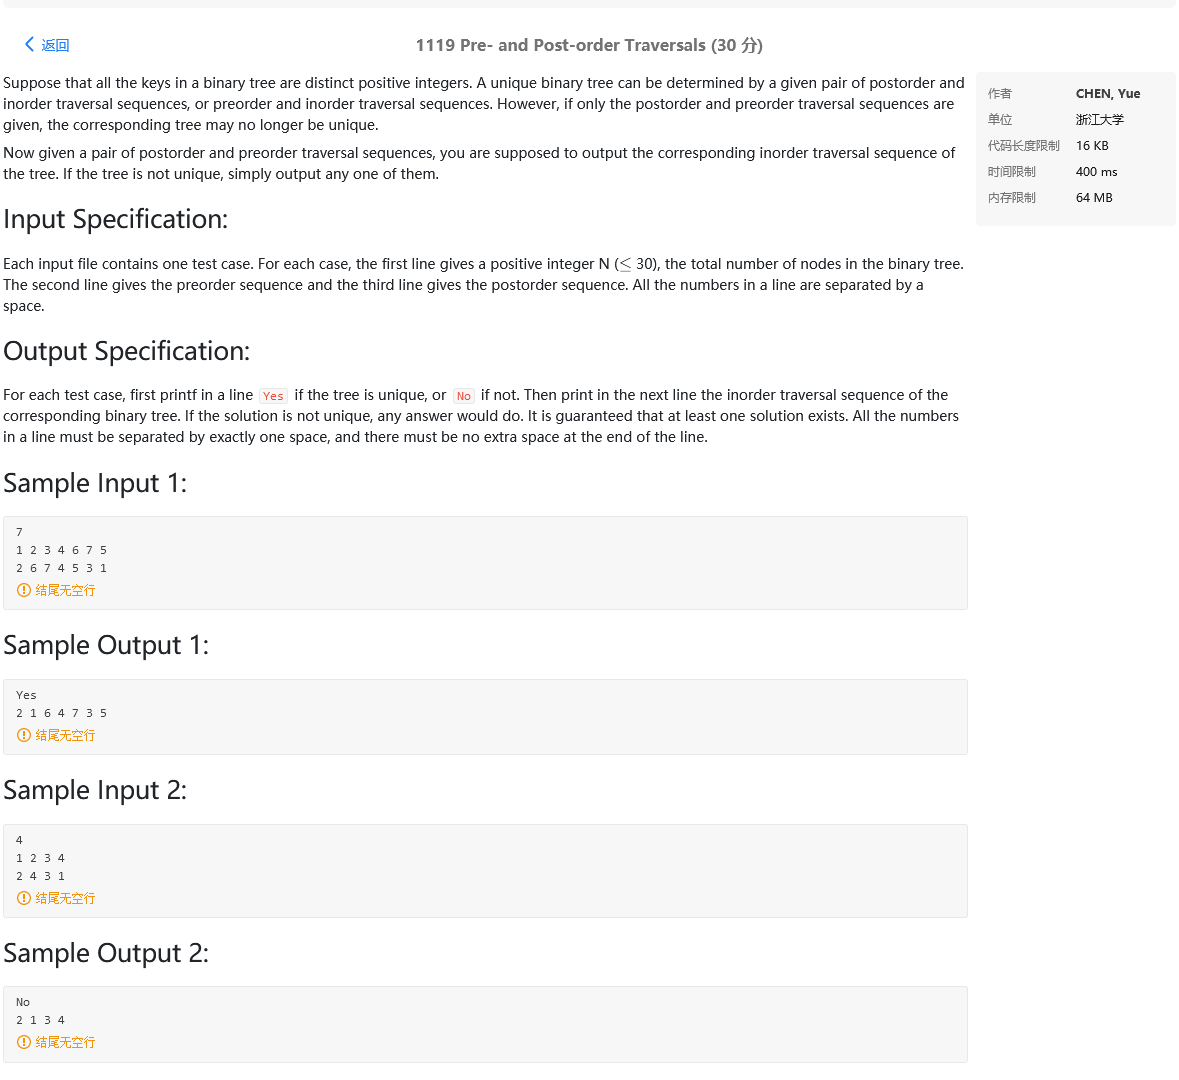 返回
1119 Pre- and Post-order Traversals (30 分)
Suppose that all the keys in a binary tree are distinct positive integers. A unique binary tree can be determined by a given pair of postorder and
inorder traversal sequences, or preorder and inorder traversal sequences. However, if only the postorder and preorder traversal sequences are
given, the corresponding tree may no longer be unique.
Now given a pair of postorder and preorder traversal sequences, you are supposed to output the corresponding inorder traversal sequence of
the tree. If the tree is not unique, simply output any one of them.
作者 CHEN, Yue
单位 浙江大学
代码长度限制 16 KB
时间限制 400 ms
内存限制 64 MB
Input Specification:
Each input file contains one test case. For each case, the first line gives a positive integer N (≤ 30), the total number of nodes in the binary tree.
The second line gives the preorder sequence and the third line gives the postorder sequence. All the numbers in a line are separated by a
space.
Output Specification:
For each test case, first printf in a line Yes if the tree is unique, or No if not. Then print in the next line the inorder traversal sequence of the
corresponding binary tree. If the solution is not unique, any answer would do. It is guaranteed that at least one solution exists. All the numbers
in a line must be separated by exactly one space, and there must be no extra space at the end of the line.
Sample Input 1:
7
1 2 3 4 6 7 5
2 6 7 4 5 3 1
结尾无空行
Sample Output 1:
Yes
2 1 6 4 7 3 5
结尾无空行
Sample Input 2:
4
1 2 3 4
2 4 3 1
结尾无空行
Sample Output 2:
No
2 1 3 4
结尾无空行